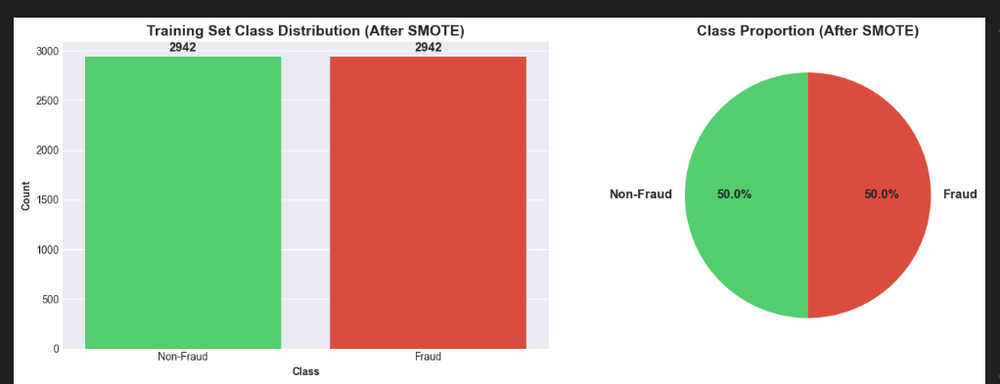 Training Set Class Distribution (After SMOTE)
2942
2942
3000
2500
2000
1500
1000
500
0
Count
Non-Fraud
Fraud
Class
Class Proportion (After SMOTE)
Non-Fraud
50.0%
50.0%
Fraud